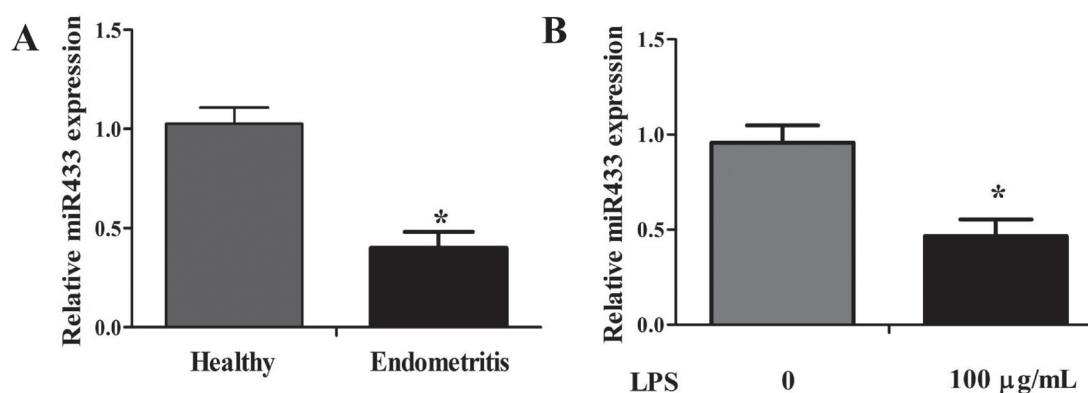 A
Relative miR433 expression
1.5
1.0
0.5
0.0
*
Healthy Endometritis
B
Relative miR433 expression
1.5
1.0
0.5
0.0
*
LPS 0 100 μg/mL